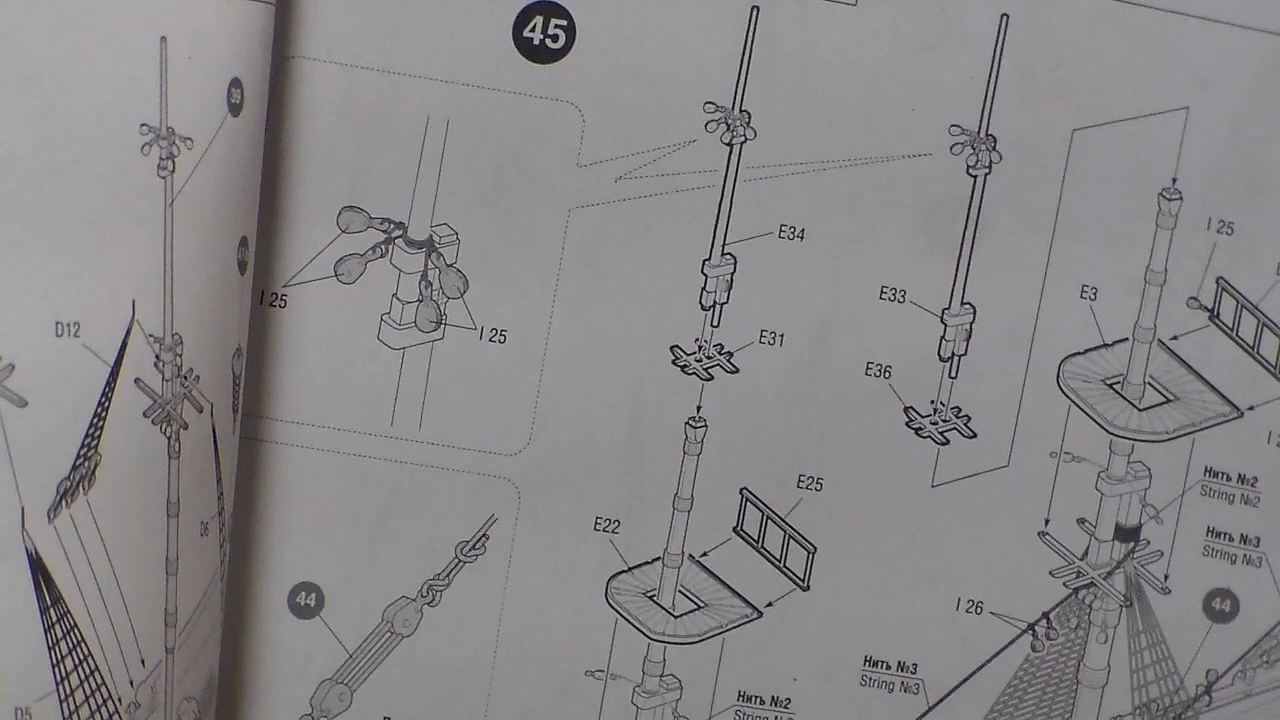 45
39
I 25
I 25
D12
D6
D5
44
E34
E31
E22
E25
E33
E36
E3
I 25
Нить №2
String №2
Нить №3
String №3
44
I 26
Нить №3
String №3
Нить №2